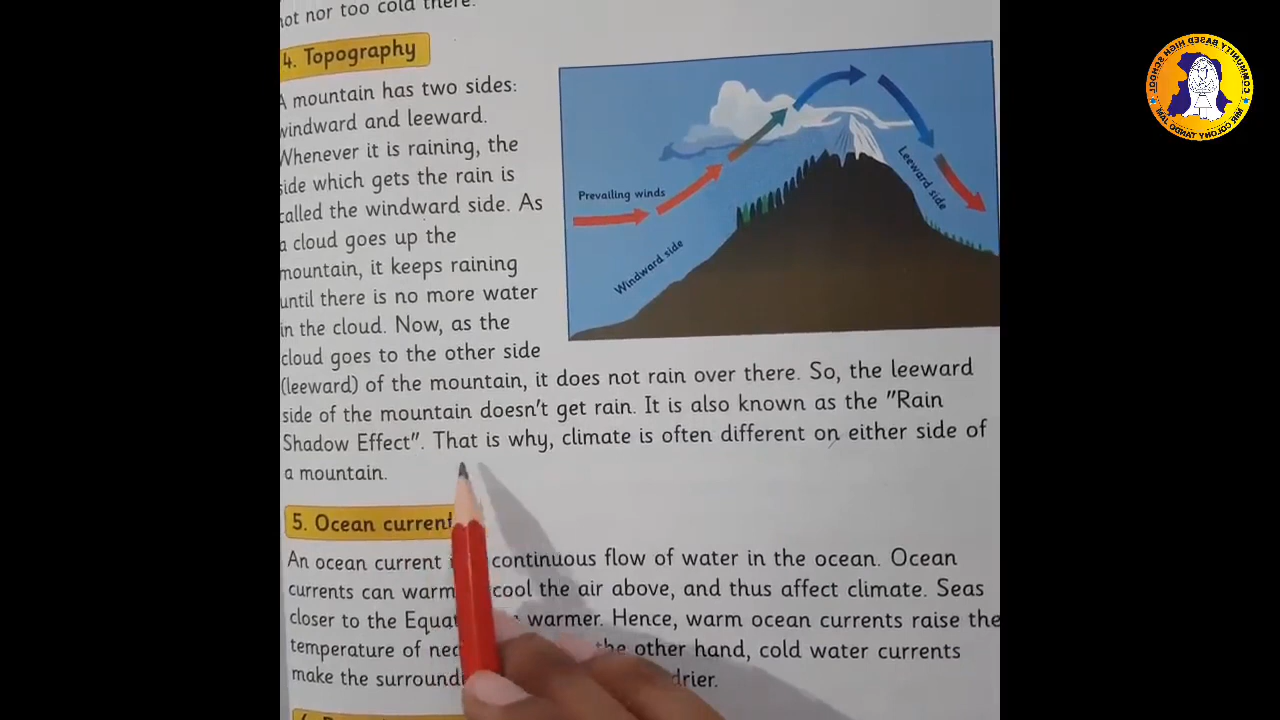 not nor too cold there.
4. Topography
A mountain has two sides:
windward and leeward.
Whenever it is raining, the
side which gets the rain is
called the windward side. As
a cloud goes up the
mountain, it keeps raining
until there is no more water
in the cloud. Now, as the
cloud goes to the other side
(leeward) of the mountain, it does not rain over there. So, the leeward
side of the mountain doesn't get rain. It is also known as the "Rain
Shadow Effect". That is why, climate is often different on either side of
a mountain.
Prevailing winds
Windward side
Leeward side
5. Ocean current
An ocean current continuous flow of water in the ocean. Ocean
currents can warm cool the air above, and thus affect climate. Seas
closer to the Equat warmer. Hence, warm ocean currents raise the
temperature of the other hand, cold water currents
make the surround drier.
COMMUNITY BASED HIGH SCHOOL
MIR COLONY TANDO JAM